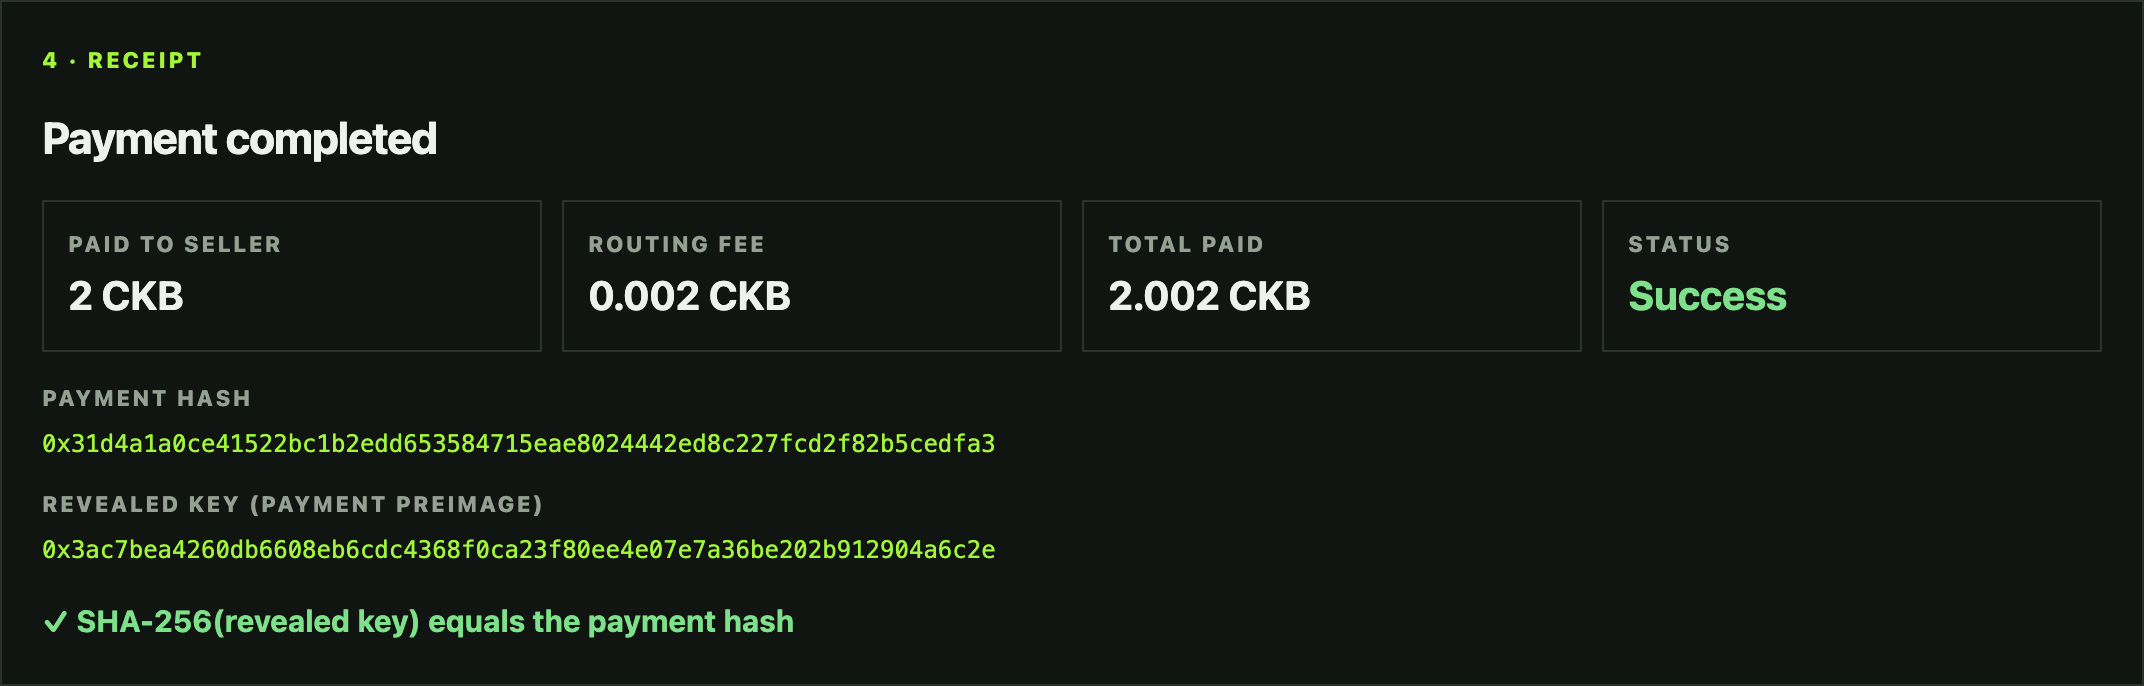 4 · RECEIPT
Payment completed
PAID TO SELLER
2 CKB
ROUTING FEE
0.002 CKB
TOTAL PAID
2.002 CKB
STATUS
Success
PAYMENT HASH
0x31d4a1a0ce41522bc1b2edd653584715eae8024442ed8c227fcd2f82b5cedfa3
REVEALED KEY (PAYMENT PREIMAGE)
0x3ac7bea4260db6608eb6cdc4368f0ca23f80ee4e07e7a36be202b912904a6c2e
✓ SHA-256(revealed key) equals the payment hash